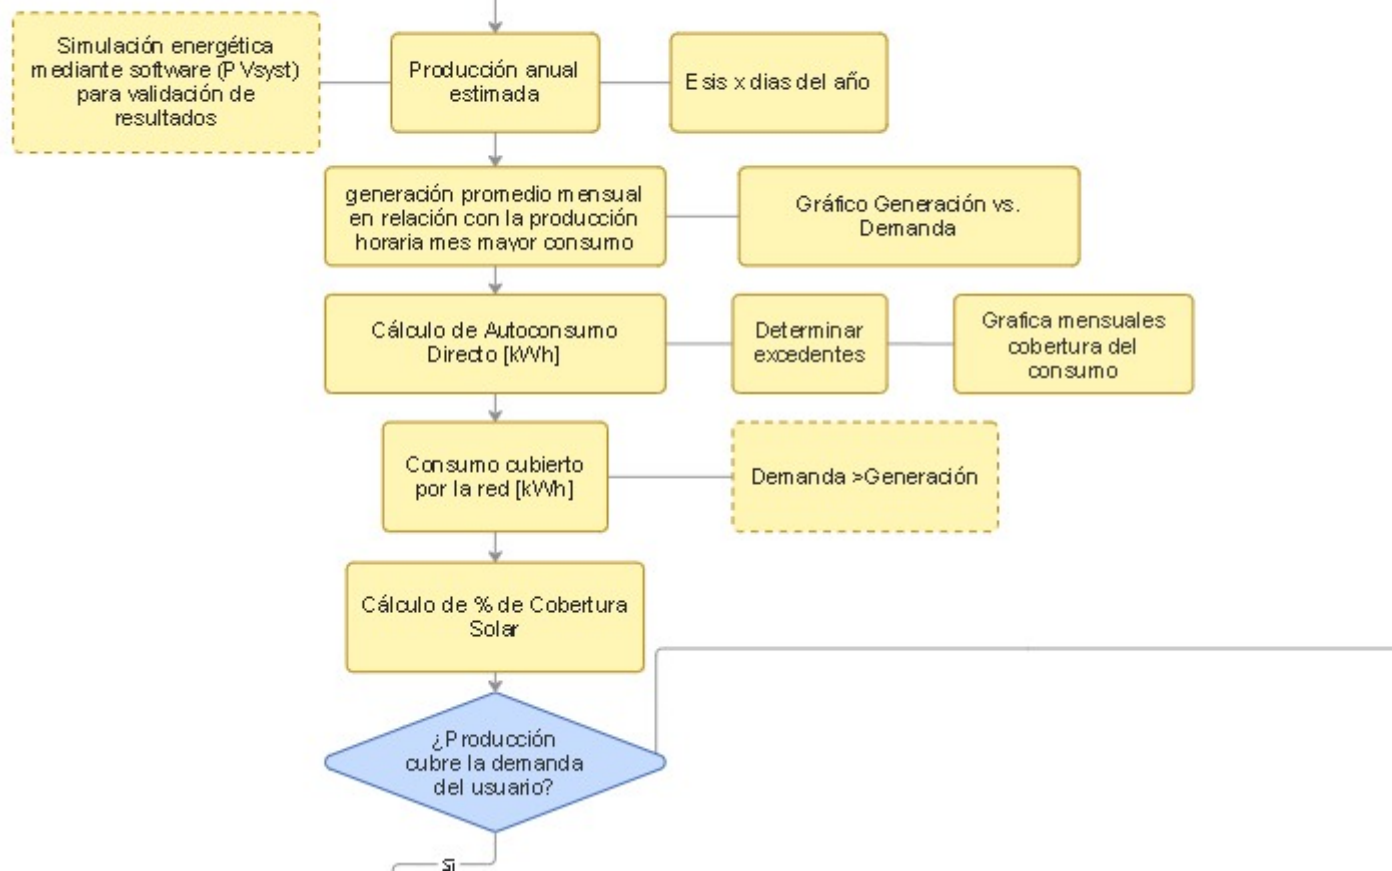 Simulación energética
mediante software (PVsyst)
para validación de
resultados
Producción anual
estimada
E sis x dias del año
generación promedio mensual
en relación con la producción
horaria mes mayor consumo
Gráfico Generación vs.
Demanda
Cálculo de Autoconsumo
Directo [kWh]
Determinar
excedentes
Grafica mensuales
cobertura del
consumo
Consumo cubierto
por la red [kWh]
Demanda >Generación
Cálculo de % de Cobertura
Solar
¿Producción
cubre la demanda
del usuario?
Si